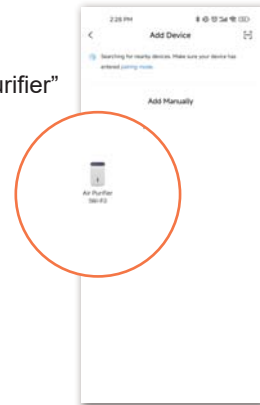 2:28 PM
Add Device
Searching for nearby devices. Make sure your device has
entered pairing mode.
urifier”
Add Manually
Air Purifier